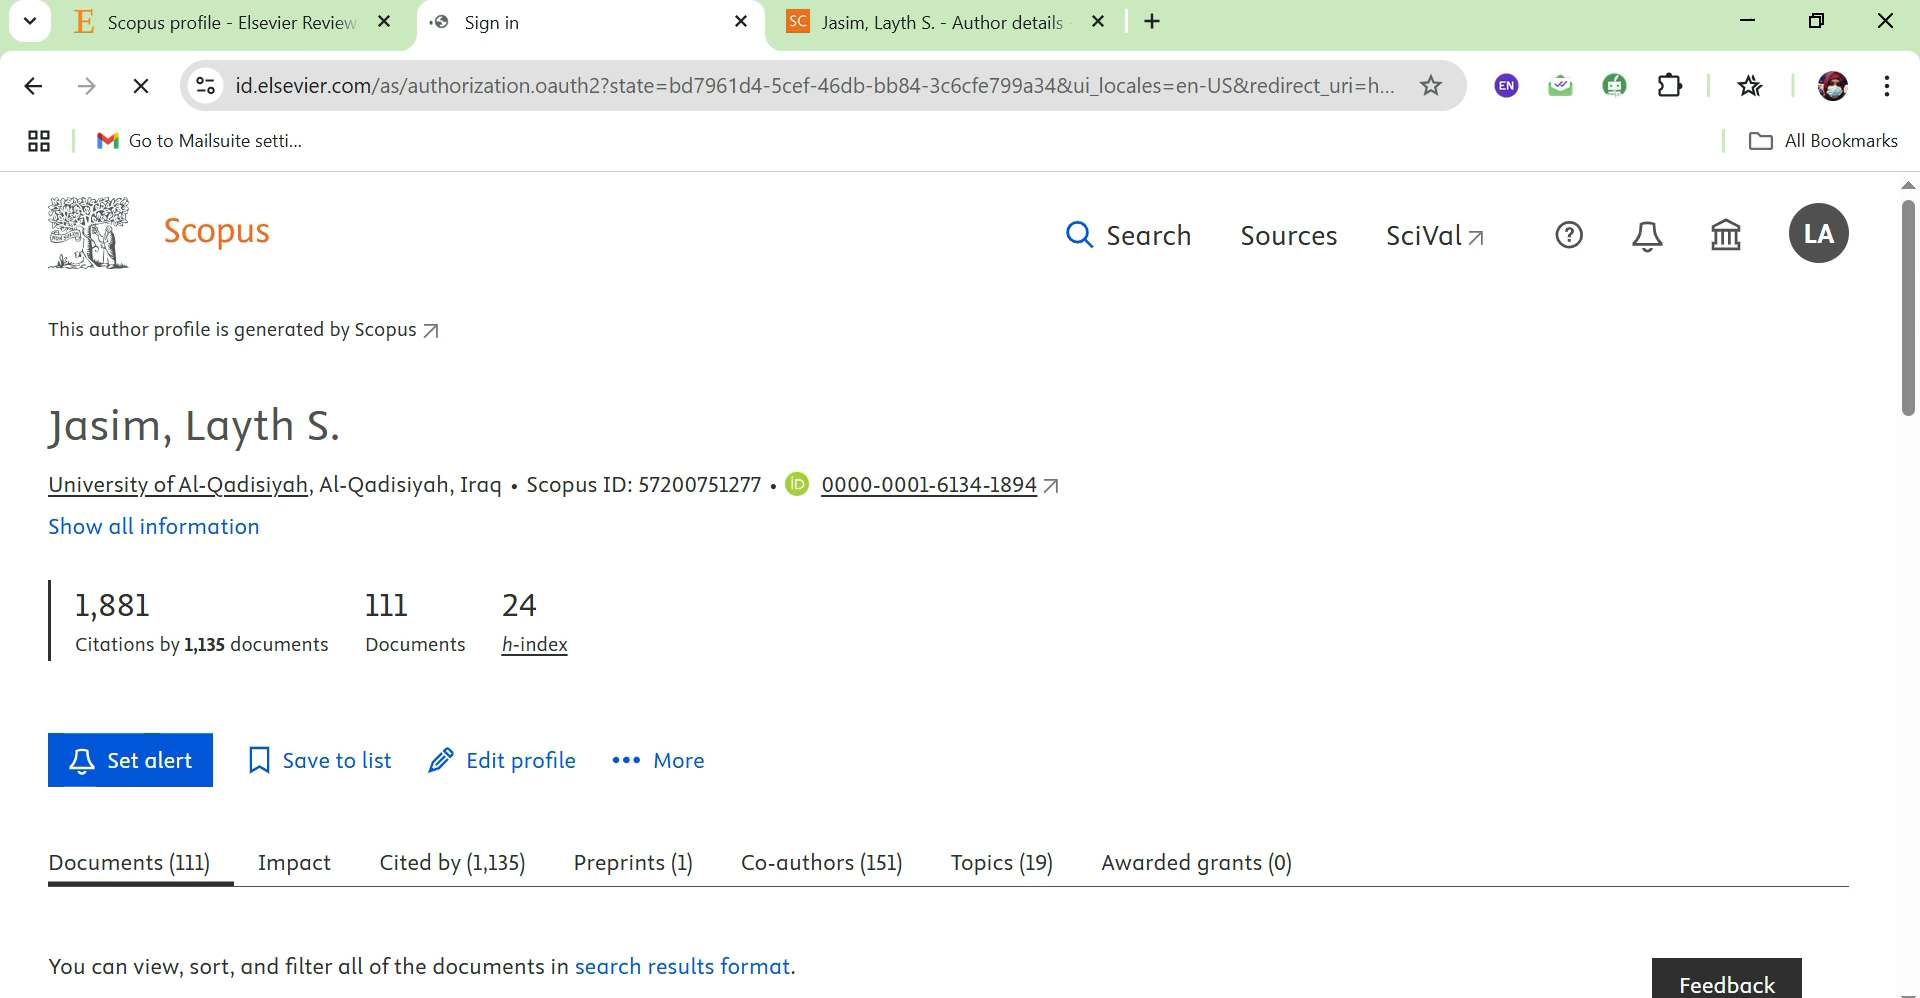 Scopus profile - Elsevier Review
Sign in
Jasim, Layth S. - Author details
id.elsevier.com/as/authorization.oauth2?state=bd7961d4-5cef-46db-bb84-3c6cfe799a34&ui_locales=en-US&redirect_uri=h...
EN
Go to Mailsuite setti...
All Bookmarks
Scopus
Search
Sources
SciVal
LA
This author profile is generated by Scopus
Jasim, Layth S.
University of Al-Qadisiyah, Al-Qadisiyah, Iraq • Scopus ID: 57200751277 • iD 0000-0001-6134-1894
Show all information
1,881 111 24
Citations by 1,135 documents Documents h-index
Set alert Save to list Edit profile ••• More
Documents (111) Impact Cited by (1,135) Preprints (1) Co-authors (151) Topics (19) Awarded grants (0)
You can view, sort, and filter all of the documents in search results format.
Feedback